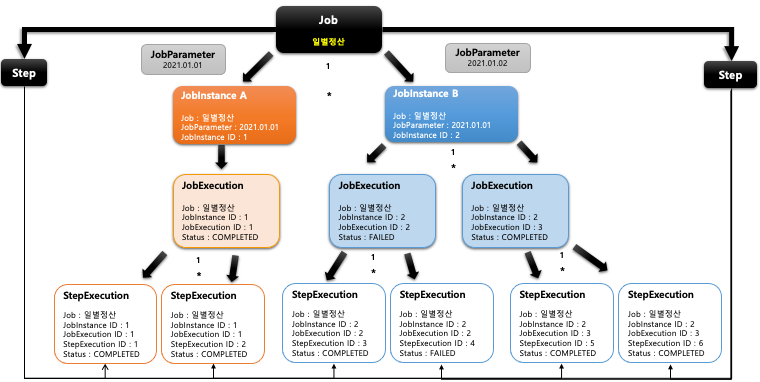 Job
일별정산
JobParameter
2021.01.01
JobParameter
2021.01.02
Step
Step
1
*
JobInstance A
Job : 일별정산
JobParameter : 2021.01.01
JobInstance ID : 1
JobInstance B
Job : 일별정산
JobParameter : 2021.01.01
JobInstance ID : 2
1
*
JobExecution
Job : 일별정산
JobInstance ID : 1
JobExecution ID : 1
Status : COMPLETED
JobExecution
Job : 일별정산
JobInstance ID : 2
JobExecution ID : 2
Status : FAILED
JobExecution
Job : 일별정산
JobInstance ID : 2
JobExecution ID : 3
Status : COMPLETED
1
*
1
*
1
*
StepExecution
Job : 일별정산
JobInstance ID : 1
JobExecution ID : 1
StepExecution ID : 1
Status : COMPLETED
StepExecution
Job : 일별정산
JobInstance ID : 1
JobExecution ID : 1
StepExecution ID : 2
Status : COMPLETED
StepExecution
Job : 일별정산
JobInstance ID : 2
JobExecution ID : 2
StepExecution ID : 3
Status : COMPLETED
StepExecution
Job : 일별정산
JobInstance ID : 2
JobExecution ID : 2
StepExecution ID : 4
Status : FAILED
StepExecution
Job : 일별정산
JobInstance ID : 2
JobExecution ID : 3
StepExecution ID : 5
Status : COMPLETED
StepExecution
Job : 일별정산
JobInstance ID : 2
JobExecution ID : 3
StepExecution ID : 6
Status : COMPLETED